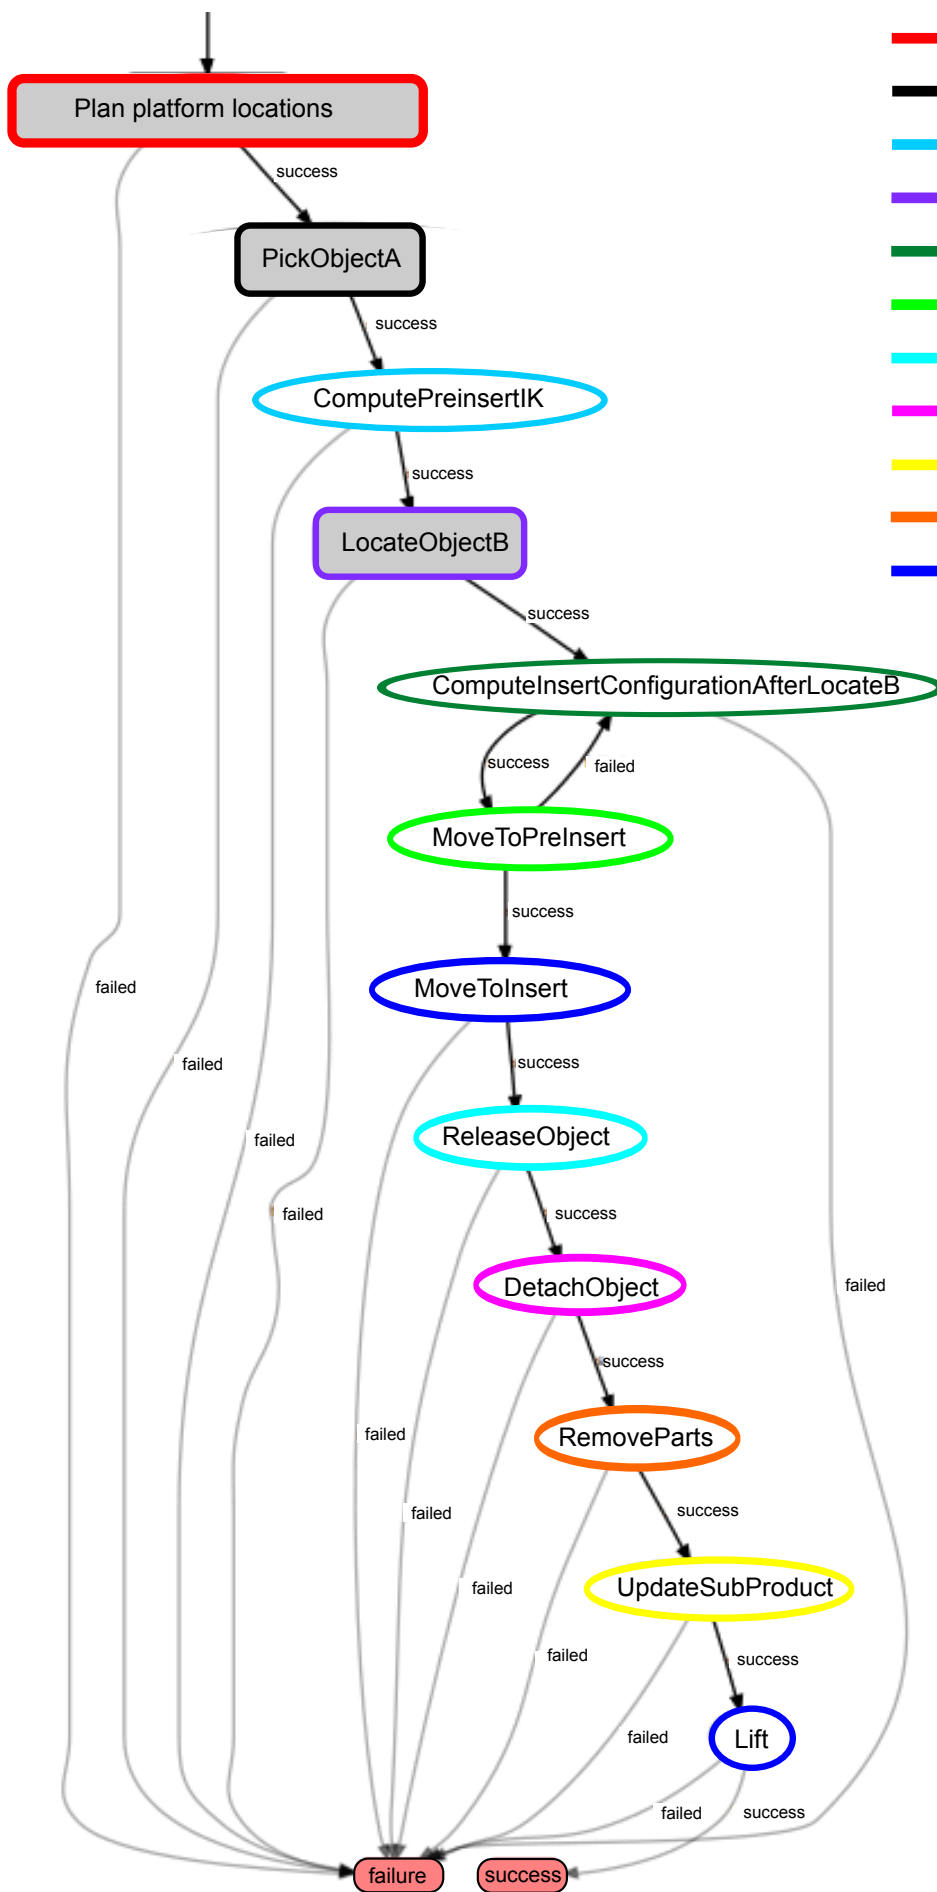 Plan platform locations
success
PickObjectA
success
ComputePreinsertIK
success
LocateObjectB
success
ComputeInsertConfigurationAfterLocateB
success
failed
MoveToPreInsert
success
failed
MoveToInsert
success
failed
ReleaseObject
failed
success
failed
DetachObject
failed
success
RemoveParts
failed
failed
success
failed
UpdateSubProduct
failed
success
failed
Lift
failed
success
failure
success